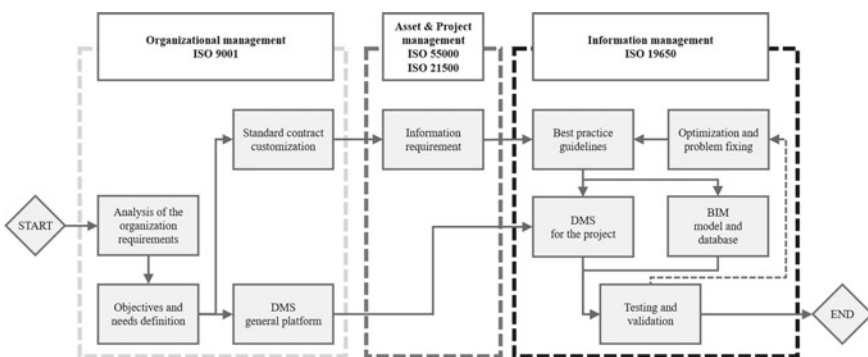 Organizational management
ISO 9001
Asset & Project
management
ISO 55000
ISO 21500
Information management
ISO 19650
Standard contract
customization
Information
requirement
Best practice
guidelines
Optimization and
problem fixing
START
Analysis of the
organization
requirements
DMS
for the project
BIM
model and
database
Objectives and
needs definition
DMS
general platform
Testing and
validation
END